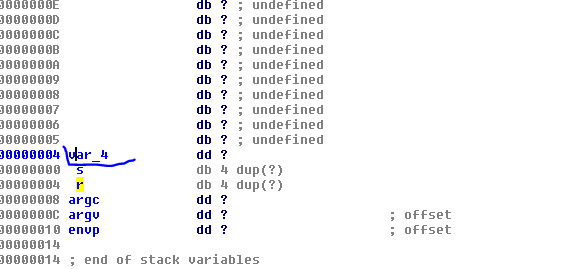 0000000E db ? ; undefined
0000000D db ? ; undefined
0000000C db ? ; undefined
0000000B db ? ; undefined
0000000A db ? ; undefined
00000009 db ? ; undefined
00000008 db ? ; undefined
00000007 db ? ; undefined
00000006 db ? ; undefined
00000005 db ? ; undefined
00000004 var_4 dd ?
00000000 s db 4 dup(?)
00000004 r db 4 dup(?)
00000008 argc dd ?
0000000C argv dd ? ; offset
00000010 envp dd ? ; offset
00000014
00000014 ; end of stack variables